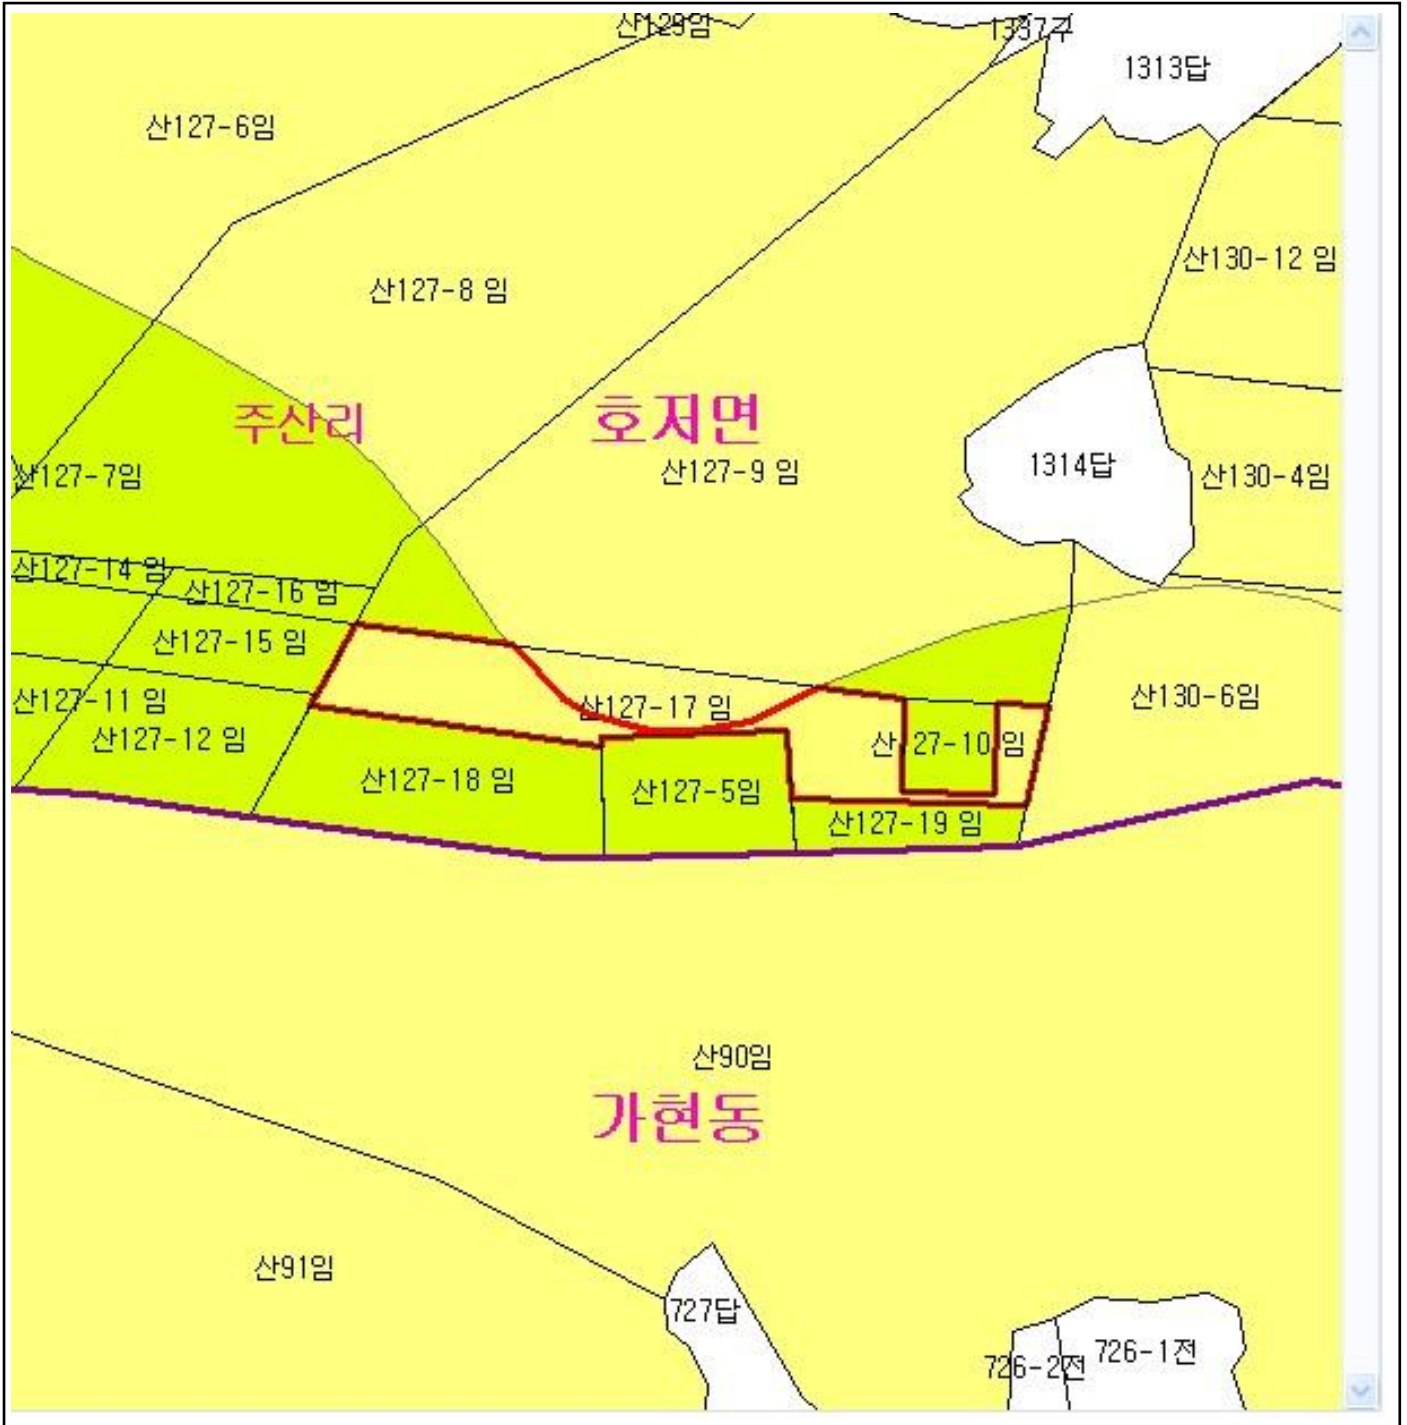 산129임
1337구
1313답
산127-6임
산130-12 임
산127-8 임
주산리
호저면
산127-9 임
1314답
산130-4임
산127-7임
산127-14 임
산127-16 임
산127-15 임
산127-11 임
산127-12 임
산127-17 임
산130-6임
산127-10 임
산127-18 임
산127-5임
산127-19 임
산90임
가현동
산91임
727답
726-2전
726-1전